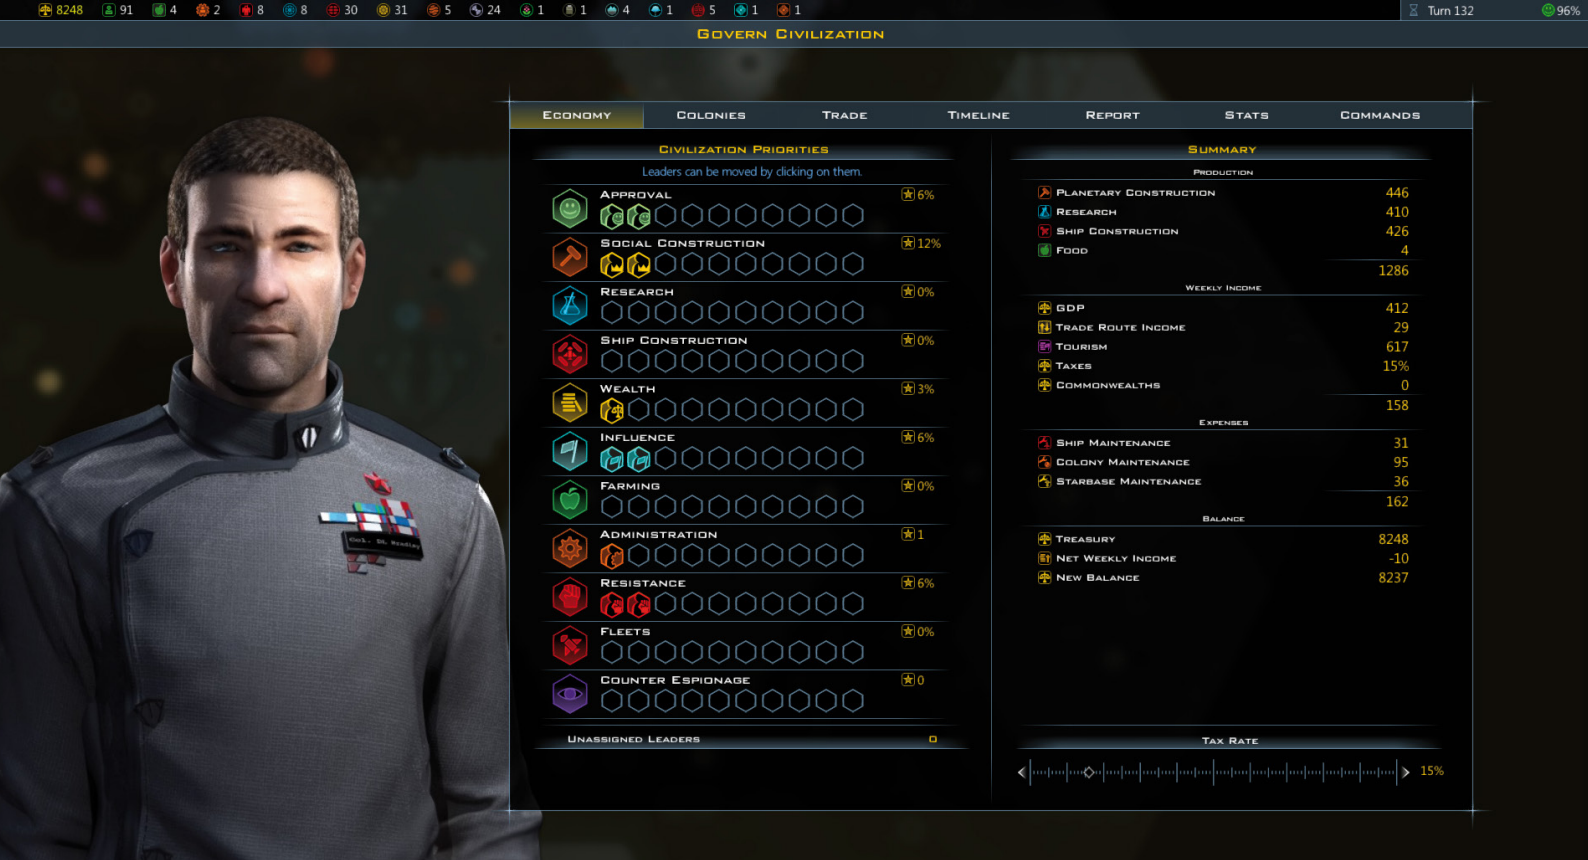 8248 91 4 2 8 8 30 31 5 24 1 1 4 1 5 1 1 Turn 132 96%
Govern Civilization
Economy Colonies Trade Timeline Report Stats Commands
Civilization Priorities
Leaders can be moved by clicking on them.
Approval 6%
Social Construction 12%
Research 0%
Ship Construction 0%
Wealth 3%
Influence 6%
Farming 0%
Administration 1
Resistance 6%
Fleets 0%
Counter Espionage 0
Unassigned Leaders 0
Summary
Production
Planetary Construction 446
Research 410
Ship Construction 426
Food 4
1286
Weekly Income
GDP 412
Trade Route Income 29
Tourism 617
Taxes 15%
Commonwealths 0
158
Expenses
Ship Maintenance 31
Colony Maintenance 95
Starbase Maintenance 36
162
Balance
Treasury 8248
Net Weekly Income -10
New Balance 8237
Tax Rate
15%
Col. DL Bradley